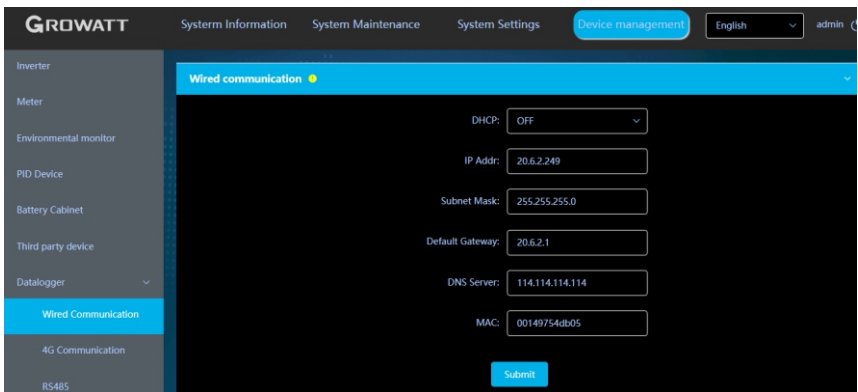 GROWATT
Systerm Information
System Maintenance
System Settings
Device management
English
admin
Inverter
Meter
Environmental monitor
PID Device
Battery Cabinet
Third party device
Datalogger
Wired Communication
4G Communication
RS485
Wired communication
DHCP: OFF
IP Addr: 20.6.2.249
Subnet Mask: 255.255.255.0
Default Gateway: 20.6.2.1
DNS Server: 114.114.114.114
MAC: 00149754db05
Submit